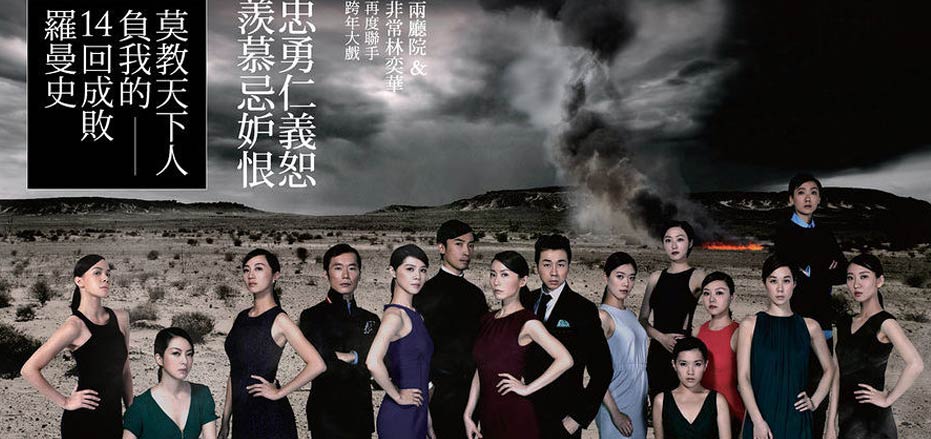 莫教天下人
負我的——
14回成敗
羅曼史
忠勇仁義恕
羨慕忌妒恨
兩廳院&
非常林奕華
再度聯手
跨年大戲